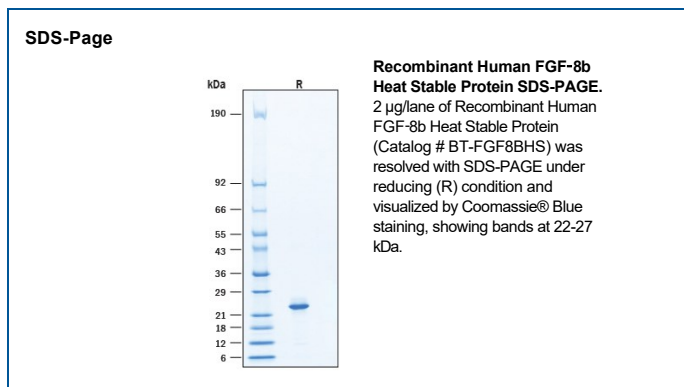 SDS-Page
kDa
R
190
92
66
55
43
36
29
21
18
12
6
Recombinant Human FGF-8b
Heat Stable Protein SDS-PAGE.
2 µg/lane of Recombinant Human
FGF-8b Heat Stable Protein
(Catalog # BT-FGF8BHS) was
resolved with SDS-PAGE under
reducing (R) condition and
visualized by Coomassie® Blue
staining, showing bands at 22-27
kDa.